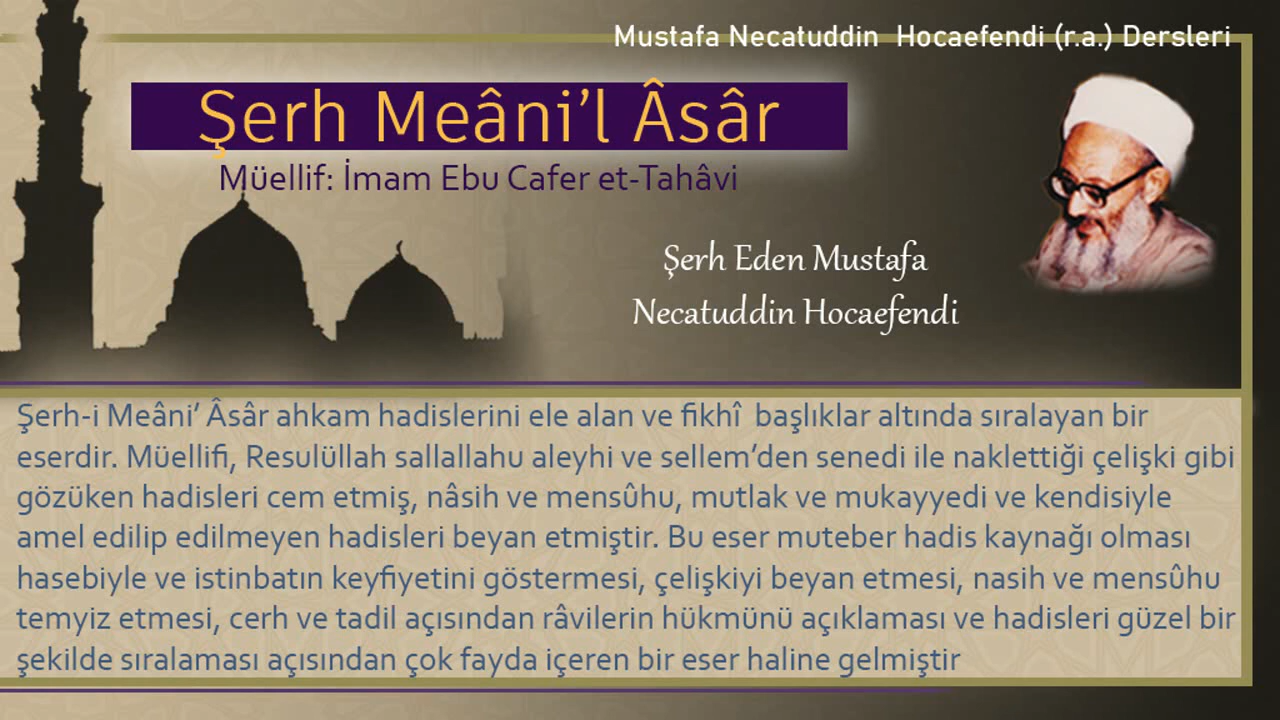 Mustafa Necatuddin Hocaefendi (r.a.) Dersleri
Şerh Meâni’l Âsâr
Müellif: İmam Ebu Cafer et-Tahâvi
Şerh Eden Mustafa
Necatuddin Hocaefendi
Şerh-i Meâni’ Âsâr ahkam hadislerini ele alan ve fikhî başlıklar altında sıralayan bir
eserdir. Müellifi, Resulüllah sallallahu aleyhi ve sellem’den senedi ile naklettiği çelişki gibi
gözüken hadisleri cem etmiş, nâsih ve mensûhu, mutlak ve mukayyedi ve kendisiyle
amel edilip edilmeyen hadisleri beyan etmiştir. Bu eser muteber hadis kaynağı olması
hasebiyle ve istinbatın keyfiyetini göstermesi, çelişkiyi beyan etmesi, nasih ve mensûhu
temyiz etmesi, cerh ve tadil açısından râvilerin hükmünü açıklaması ve hadisleri güzel bir
şekilde sıralaması açısından çok fayda içeren bir eser haline gelmiştir